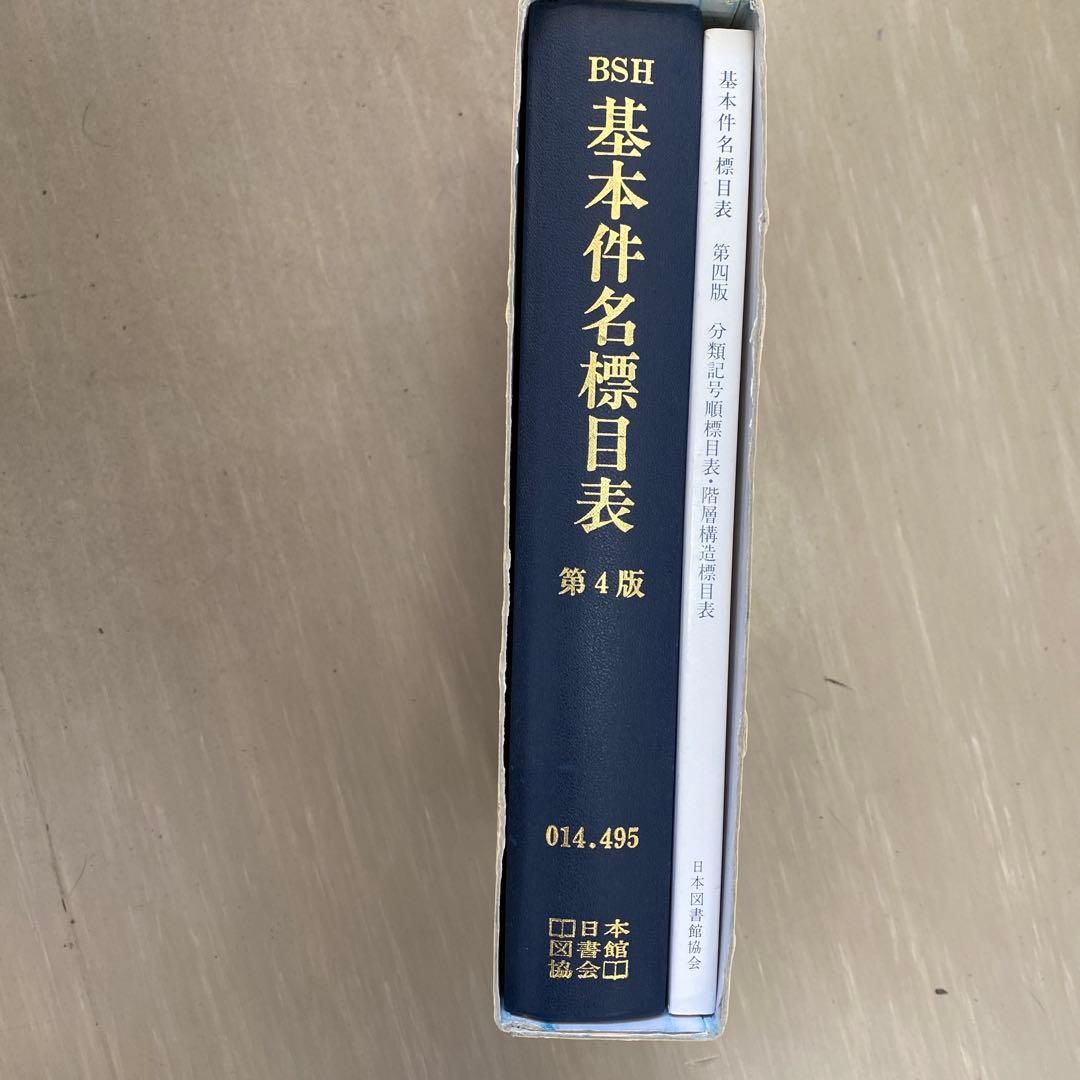 BSH
基本件名標目表
第4版
014.495
日本
図書館
協会
基本件名標目表 第四版 分類記号順標目表・階層構造標目表
日本図書館協会